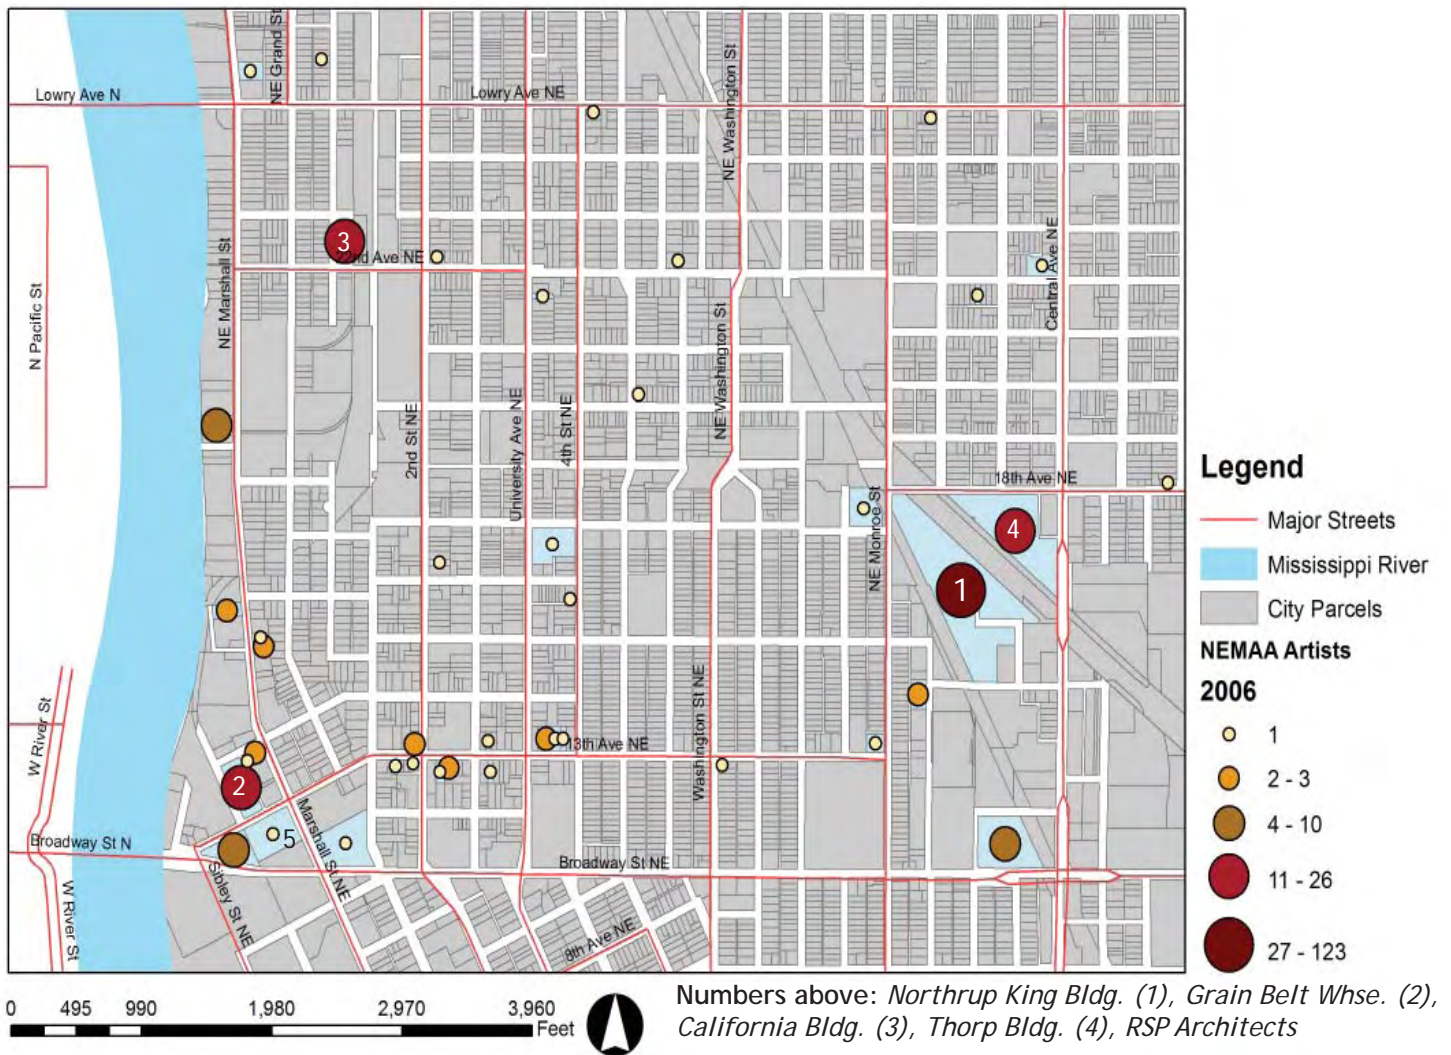 NE Grand St
Lowry Ave N
Lowry Ave NE
NE Washington St
3
22nd Ave NE
NE Marshall St
N Pacific St
Central Ave NE
NE Washington St
2nd St NE
University Ave NE
4th St NE
18th Ave NE
NE Monroe St
4
1
W River St
Washington St NE
13th Ave NE
2
5
Marshall St NE
Broadway St N
Broadway St NE
Sibley St NE
W River St
8th Ave NE
Legend
Major Streets
Mississippi River
City Parcels
NEMAA Artists
2006
1
2 - 3
4 - 10
11 - 26
27 - 123
0 495 990 1,980 2,970 3,960
Feet
Numbers above: Northrup King Bldg. (1), Grain Belt Whse. (2),
California Bldg. (3), Thorp Bldg. (4), RSP Architects